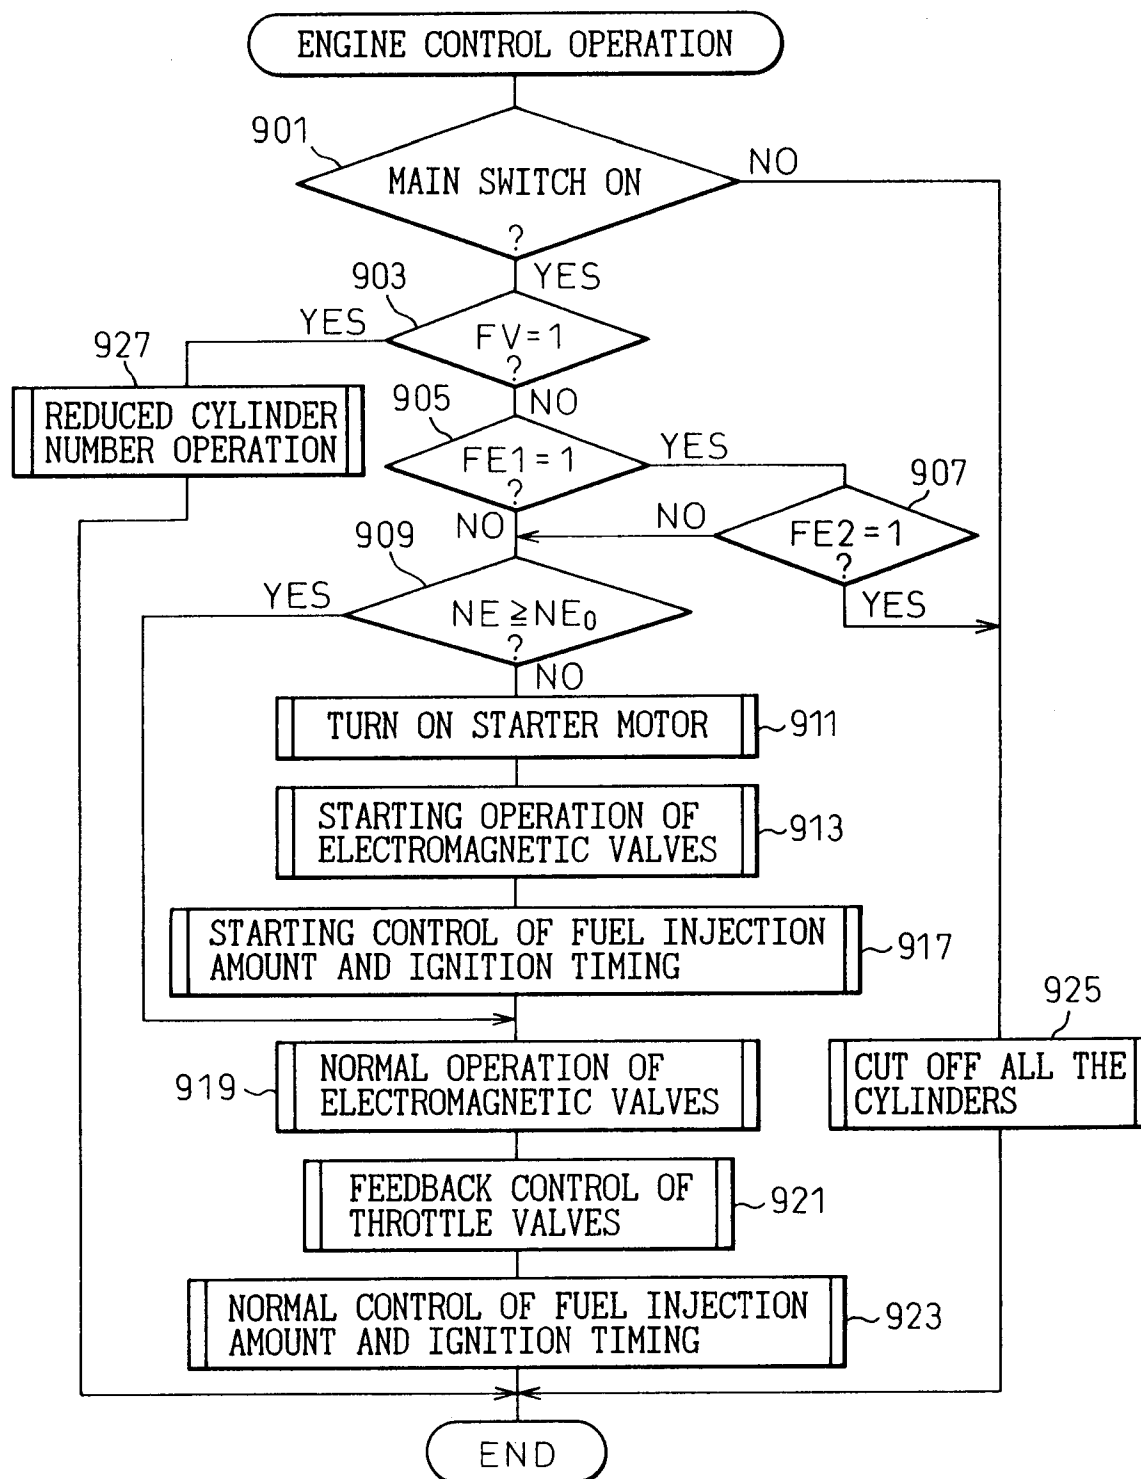 ENGINE CONTROL OPERATION
901
MAIN SWITCH ON
?
NO
YES
903
FV=1
?
YES
927
REDUCED CYLINDER
NUMBER OPERATION
NO
905
FE1=1
?
YES
907
FE2=1
?
NO
NO
YES
909
NE≧NE₀
?
YES
NO
TURN ON STARTER MOTOR
911
STARTING OPERATION OF
ELECTROMAGNETIC VALVES
913
STARTING CONTROL OF FUEL INJECTION
AMOUNT AND IGNITION TIMING
917
925
CUT OFF ALL THE
CYLINDERS
919
NORMAL OPERATION OF
ELECTROMAGNETIC VALVES
FEEDBACK CONTROL OF
THROTTLE VALVES
921
NORMAL CONTROL OF FUEL INJECTION
AMOUNT AND IGNITION TIMING
923
END